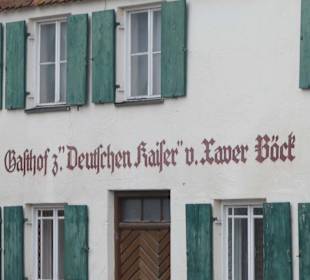 Gasthof z. "Deutschen Kaiser" v. Xaver Böck